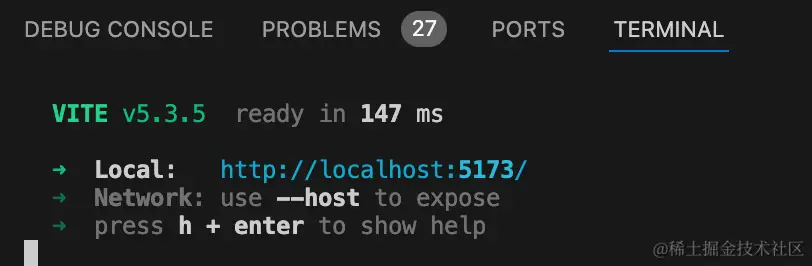 DEBUG CONSOLE PROBLEMS 27 PORTS TERMINAL
VITE v5.3.5 ready in 147 ms
➜ Local: http://localhost:5173/
➜ Network: use --host to expose
➜ press h + enter to show help
@稀土掘金技术社区